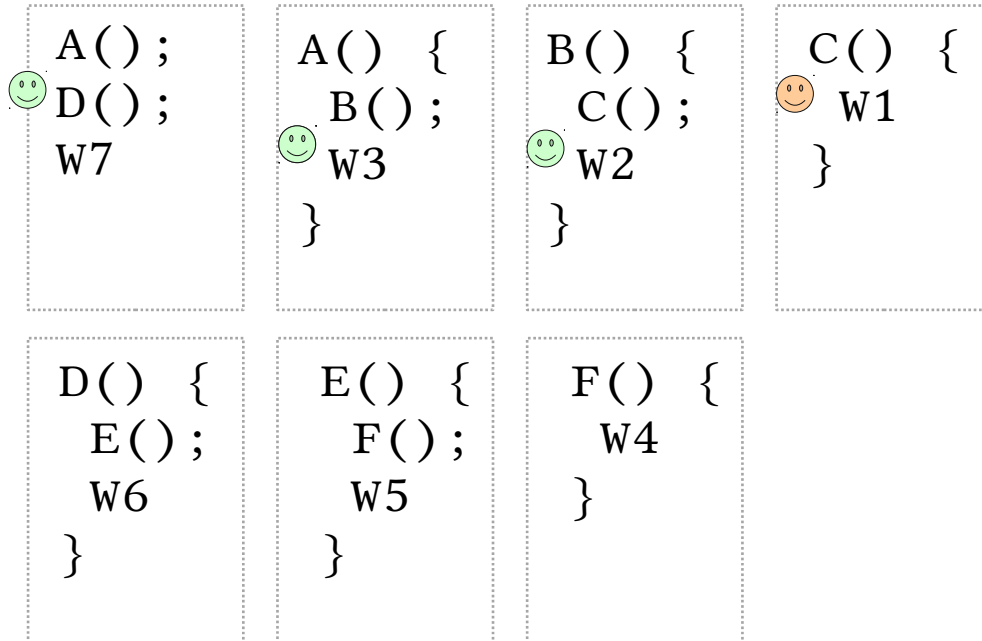 A();
D();
W7
A() {
B();
W3
}
B() {
C();
W2
}
C() {
W1
}
D() {
E();
W6
}
E() {
F();
W5
}
F() {
W4
}